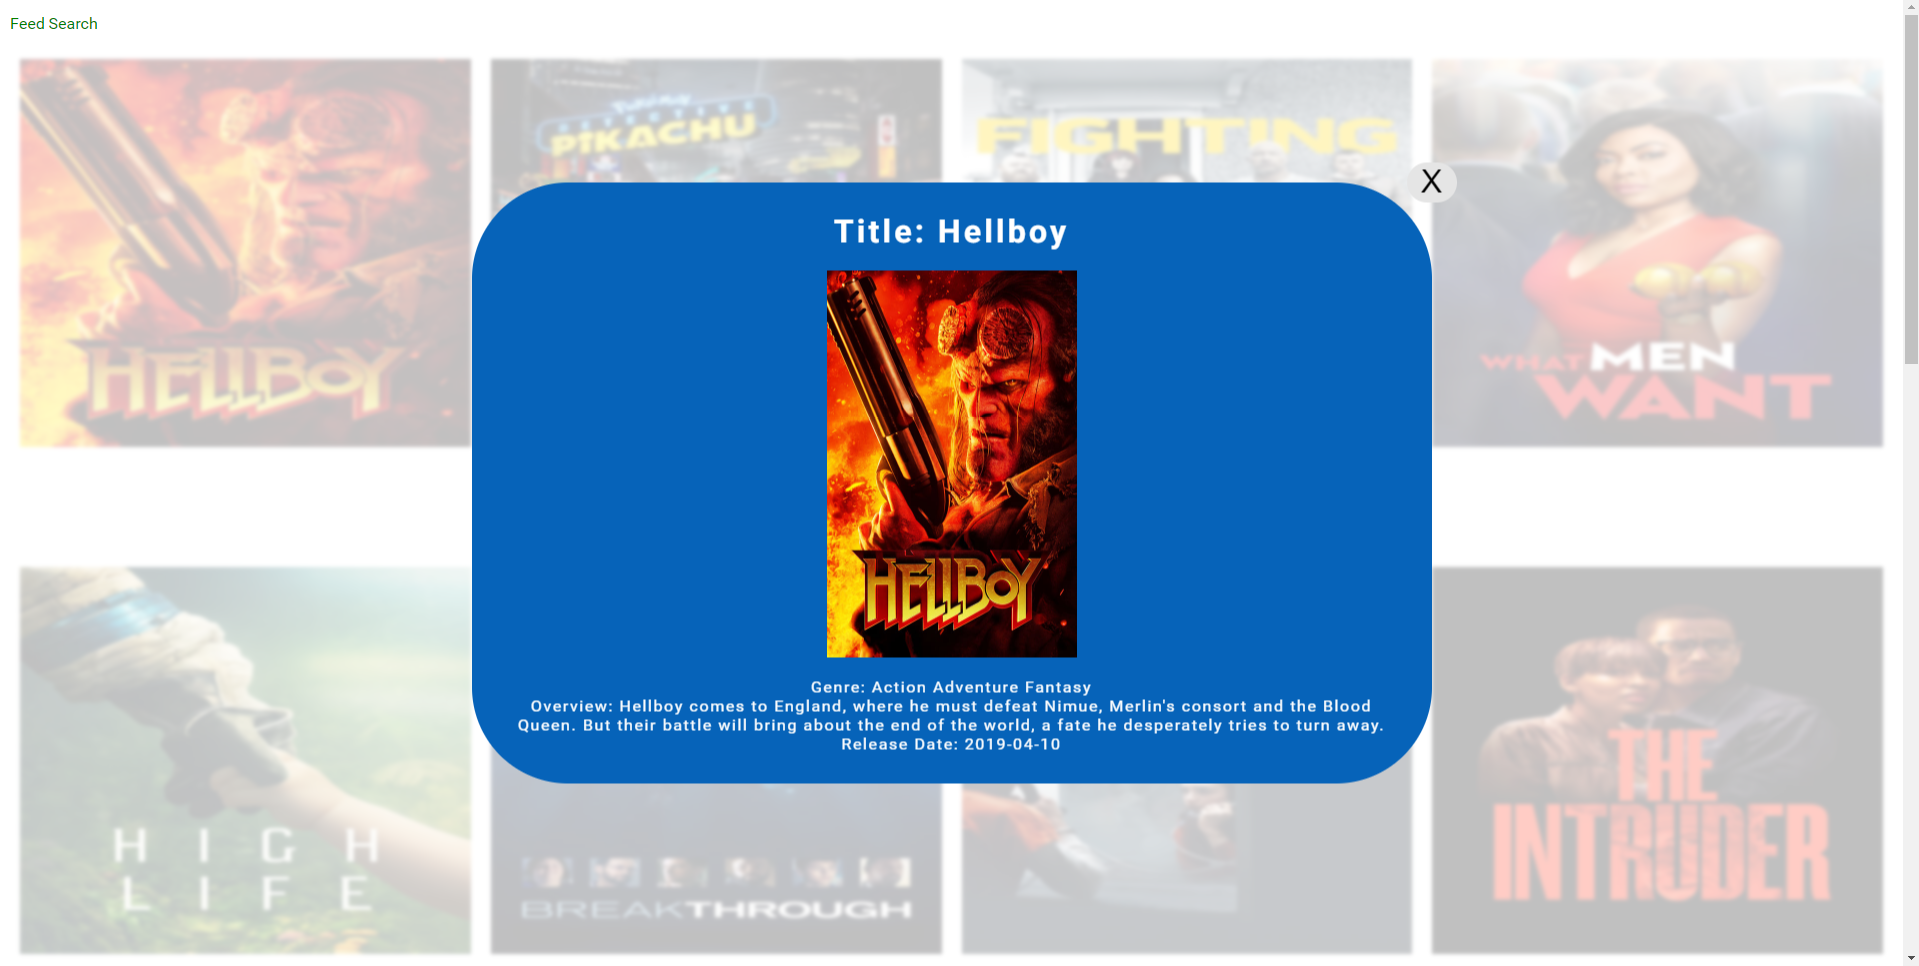 Feed Search
POKÉMON
DETECTIVE
PIKACHU
FIGHTING
X
Title: Hellboy
HELLBOY
HELLBOY
WHAT MEN
WANT
Genre: Action Adventure Fantasy
Overview: Hellboy comes to England, where he must defeat Nimue, Merlin's consort and the Blood
Queen. But their battle will bring about the end of the world, a fate he desperately tries to turn away.
Release Date: 2019-04-10
HIGH
LIFE
BREAKTHROUGH
THE
INTRUDER